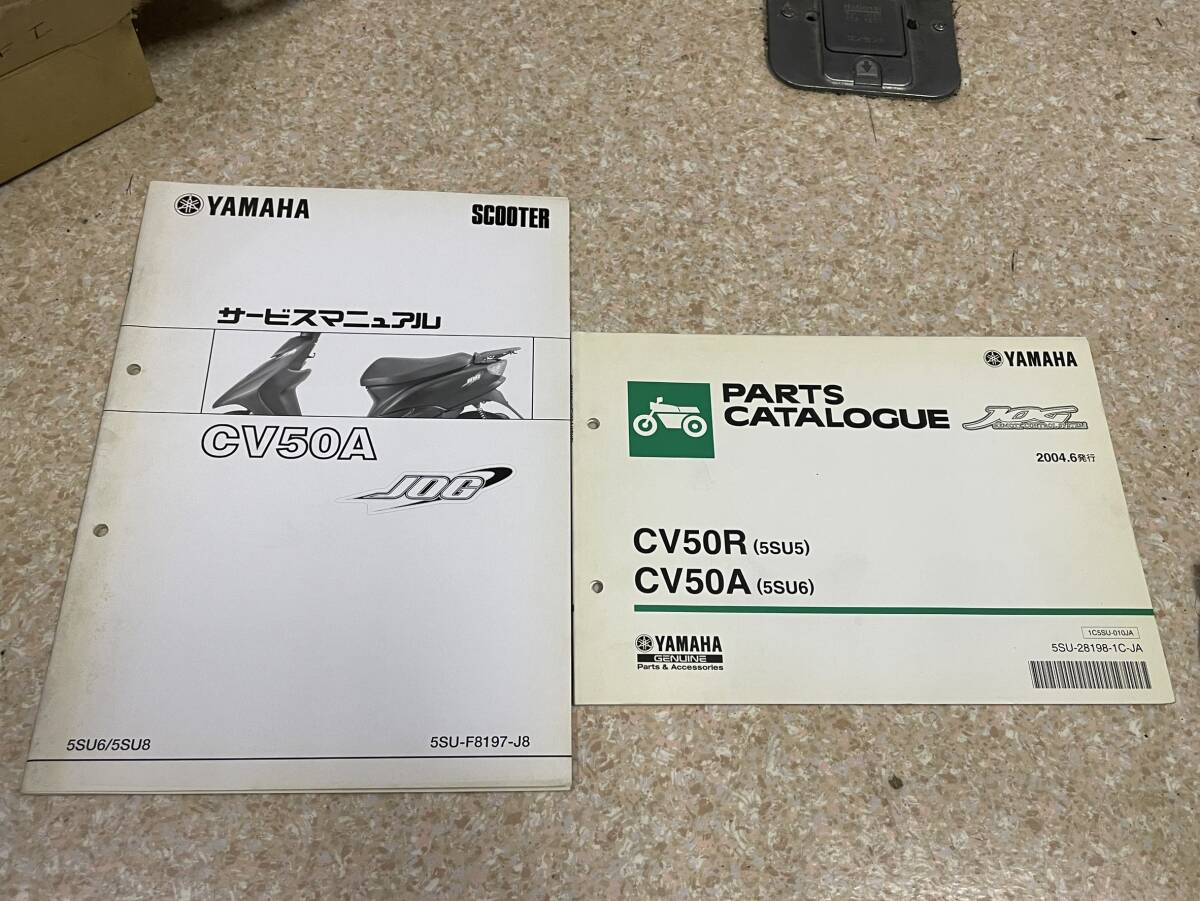 YAMAHA
SCOOTER
サービスマニュアル
CV50A
JOG
5SU6/5SU8
5SU-F8197-J8
YAMAHA
PARTS
CATALOGUE
JOG
2004.6発行
CV50R (5SU5)
CV50A (5SU6)
YAMAHA
GENUINE
Parts & Accessories
1C5SU-010JA
5SU-28198-1C-JA